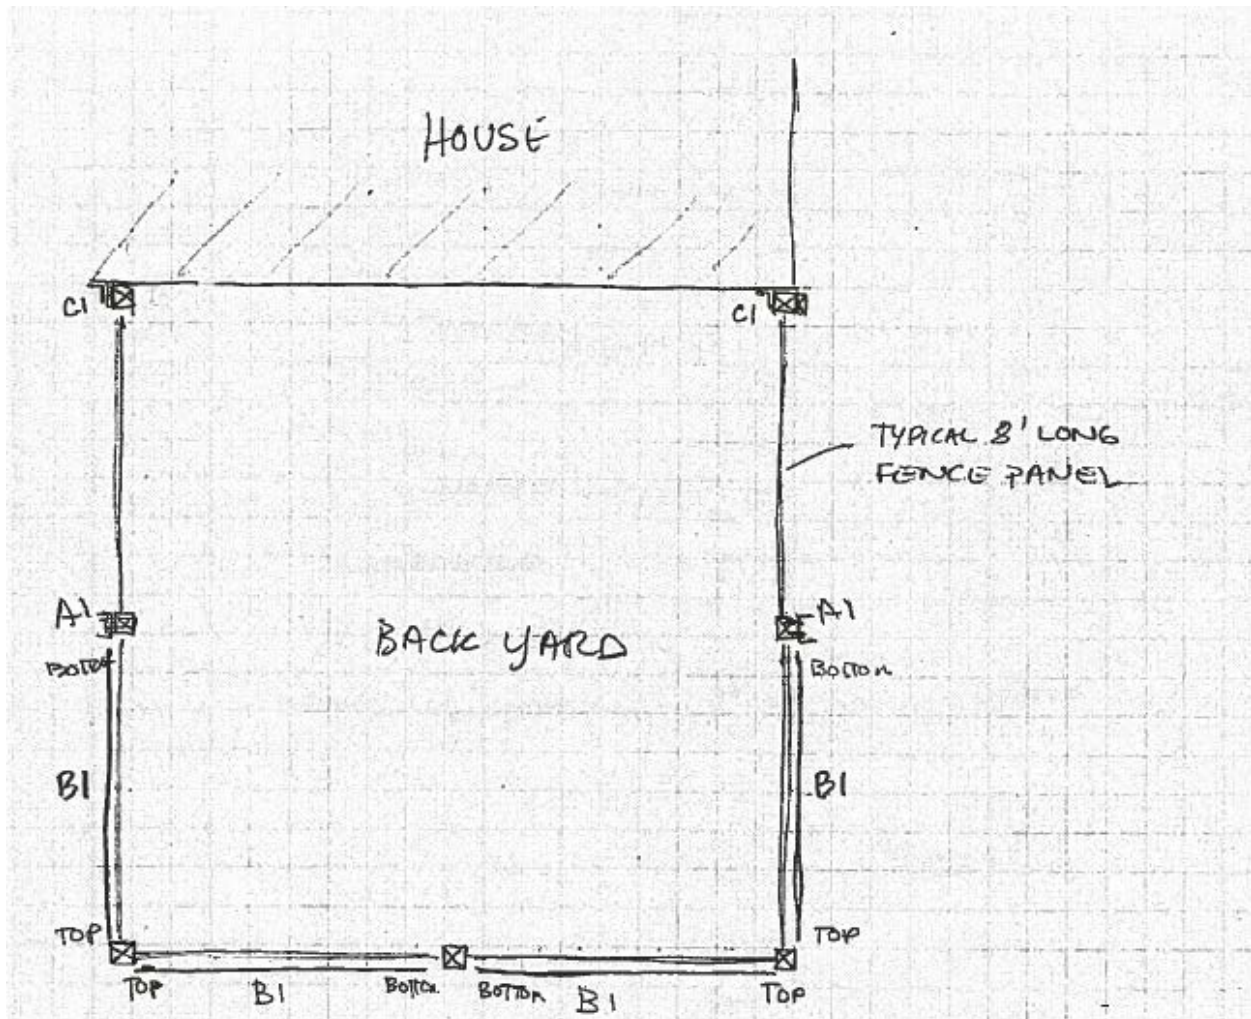 HOUSE
C1
C1
TYPICAL 8' LONG
FENCE PANEL
A1
A1
BACK YARD
BOTTOM
BOTTOM
B1
B1
TOP
TOP
TOP
B1
BOTTOM
BOTTOM
B1
TOP